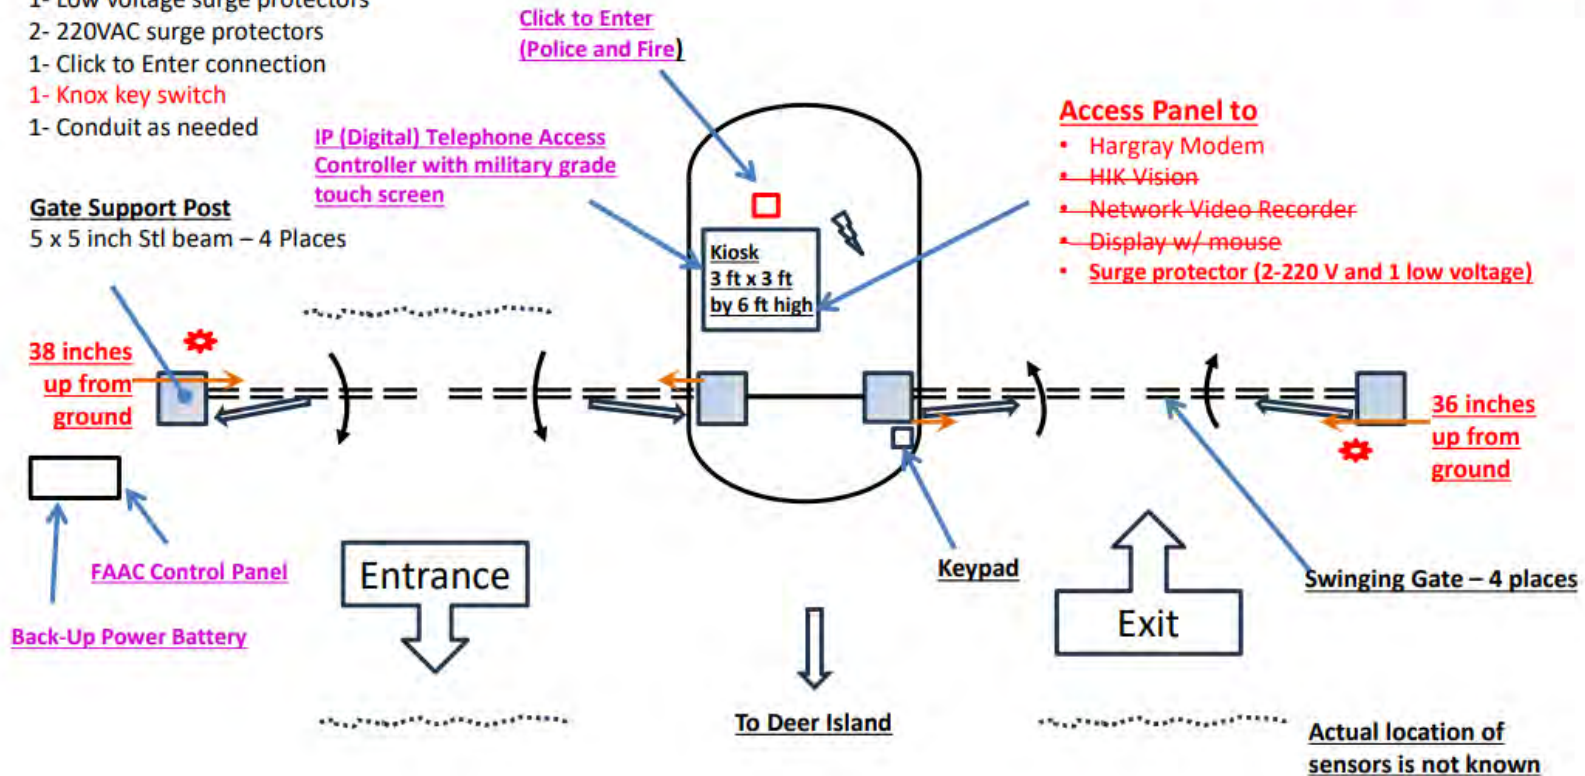 1- Low voltage surge protectors
2- 220VAC surge protectors
1- Click to Enter connection
1- Knox key switch
1- Conduit as needed
Click to Enter
(Police and Fire)
IP (Digital) Telephone Access
Controller with military grade
touch screen
Access Panel to
• Hargray Modem
• HIK Vision
• Network Video Recorder
• Display w/ mouse
• Surge protector (2-220 V and 1 low voltage)
Gate Support Post
5 x 5 inch Stl beam – 4 Places
Kiosk
3 ft x 3 ft
by 6 ft high
38 inches
up from
ground
36 inches
up from
ground
FAAC Control Panel
Back-Up Power Battery
Entrance
Keypad
Exit
Swinging Gate – 4 places
To Deer Island
Actual location of
sensors is not known